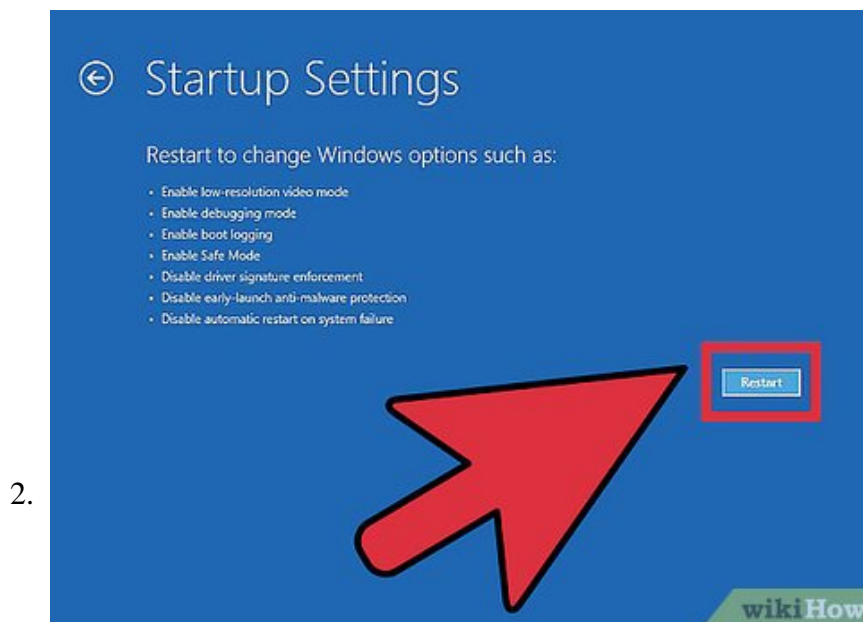 Startup Settings
Restart to change Windows options such as:
• Enable low-resolution video mode
• Enable debugging mode
• Enable boot logging
• Enable Safe Mode
• Disable driver signature enforcement
• Disable early-launch anti-malware protection
• Disable automatic restart on system failure
Restart
2.
wikiHow